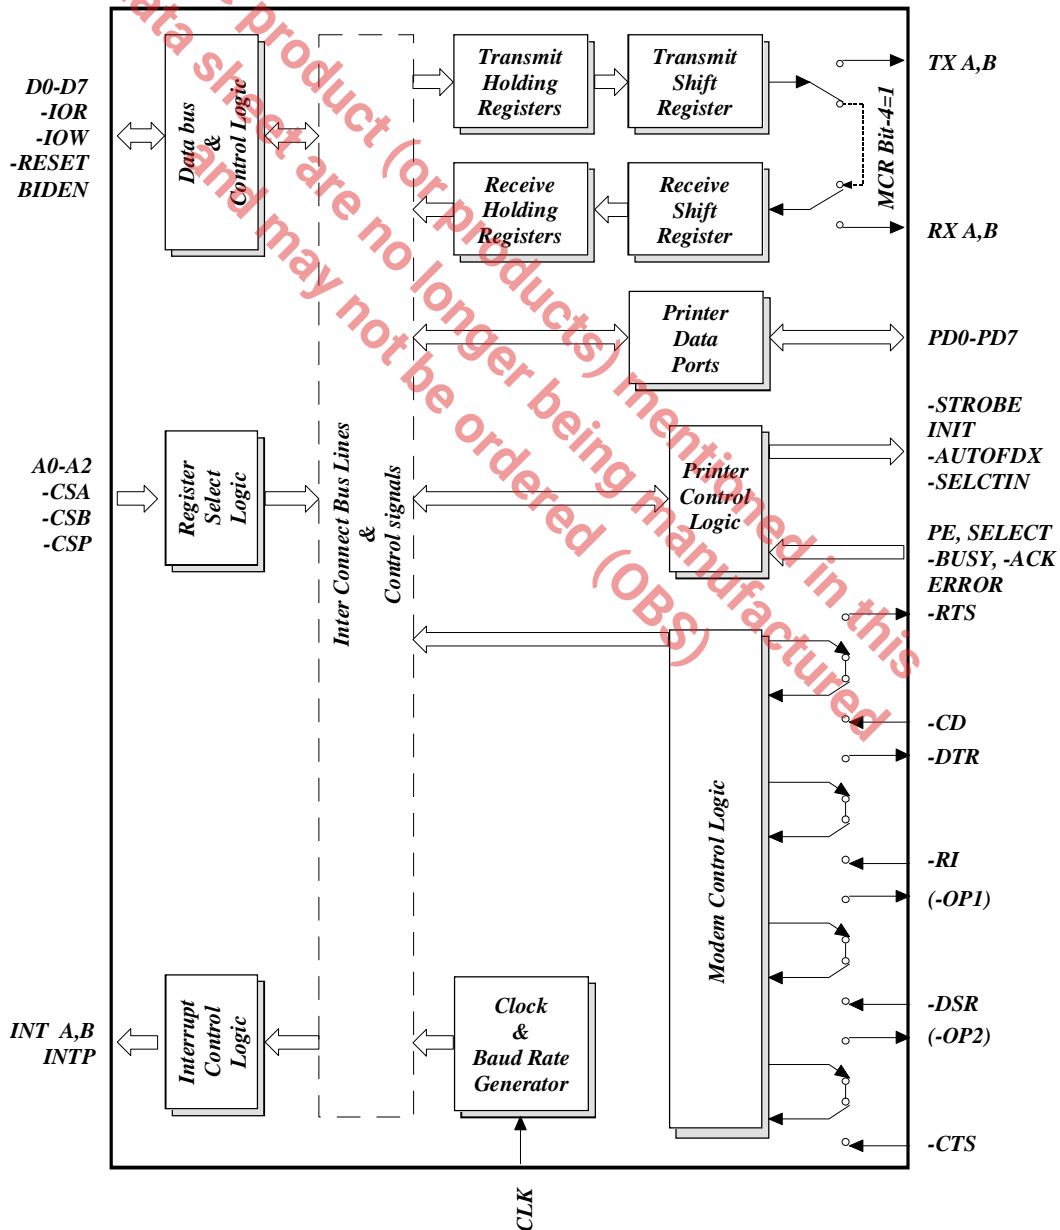 D0-D7
-IOR
-IOW
-RESET
BIDEN
Data bus
&
Control Logic
A0-A2
-CSA
-CSB
-CSP
Register
Select
Logic
INT A,B
INTP
Interrupt
Control
Logic
Inter Connect Bus Lines
&
Control signals
Transmit
Holding
Registers
Transmit
Shift
Register
Receive
Holding
Registers
Receive
Shift
Register
MCR Bit-4=1
TX A,B
RX A,B
Printer
Data
Ports
PD0-PD7
Printer
Control
Logic
-STROBE
INIT
-AUTOFDX
-SELCTIN
PE, SELECT
-BUSY, -ACK
ERROR
Modem Control Logic
-RTS
-CD
-DTR
-RI
(-OP1)
-DSR
(-OP2)
-CTS
Clock
&
Baud Rate
Generator
CLK
product (or products) mentioned in this
data sheet are no longer being manufactured
and may not be ordered (OBS)